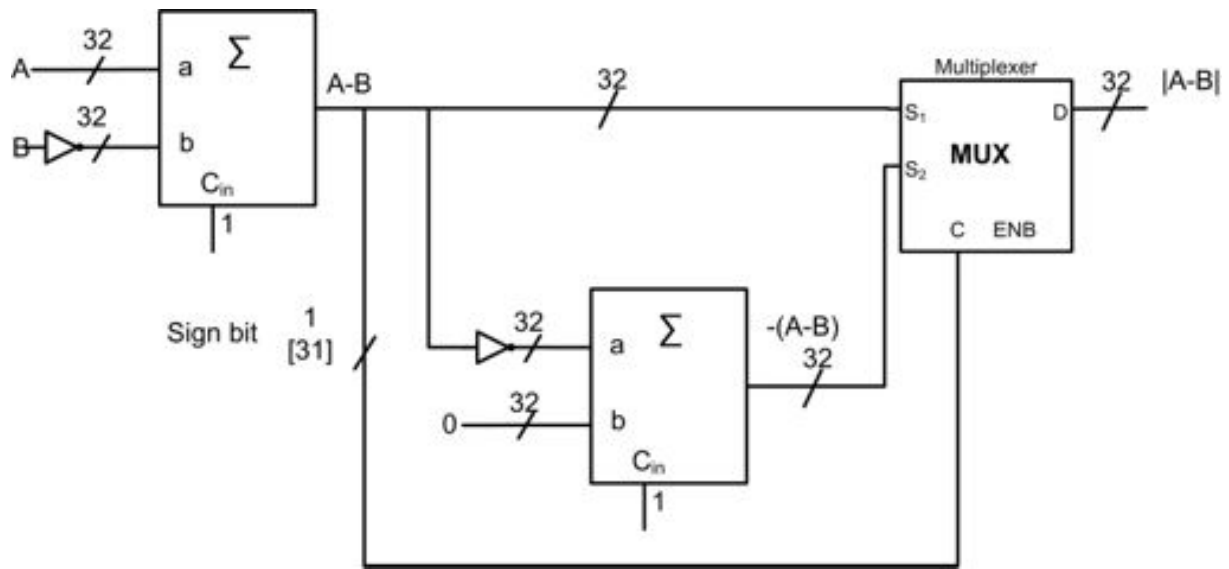 32
A
a
Σ
A-B
32
Multiplexer
32
|A-B|
S1
D
B
32
b
MUX
S2
Cin
1
C ENB
Sign bit
1
[31]
32
a
Σ
-(A-B)
32
0
32
b
Cin
1